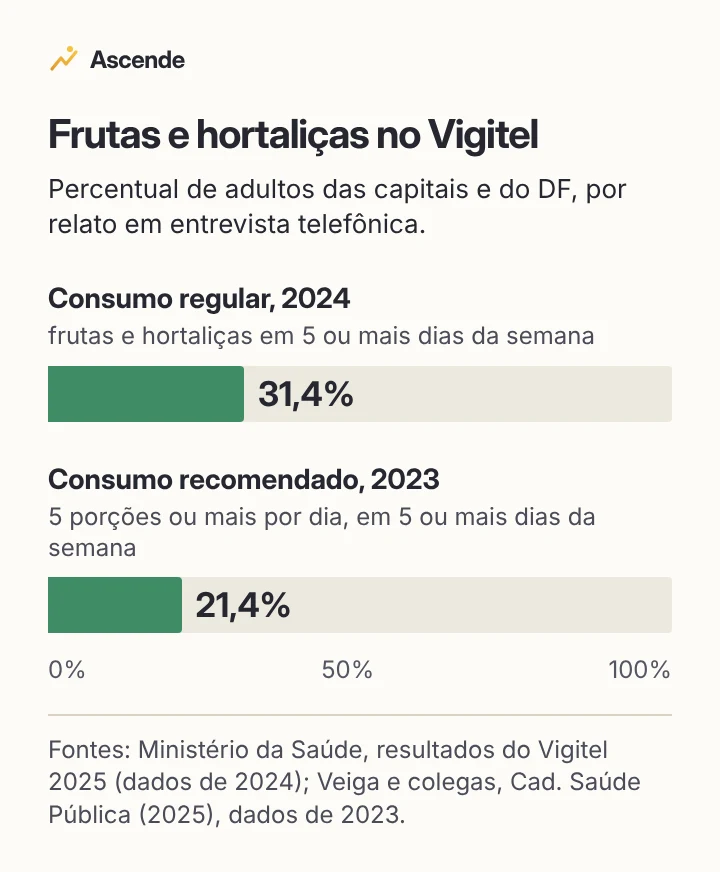 Ascende
Frutas e hortaliças no Vigitel
Percentual de adultos das capitais e do DF, por
relato em entrevista telefônica.
Consumo regular, 2024
frutas e hortaliças em 5 ou mais dias da semana
31,4%
Consumo recomendado, 2023
5 porções ou mais por dia, em 5 ou mais dias da
semana
21,4%
0% 50% 100%
Fontes: Ministério da Saúde, resultados do Vigitel
2025 (dados de 2024); Veiga e colegas, Cad. Saúde
Pública (2025), dados de 2023.